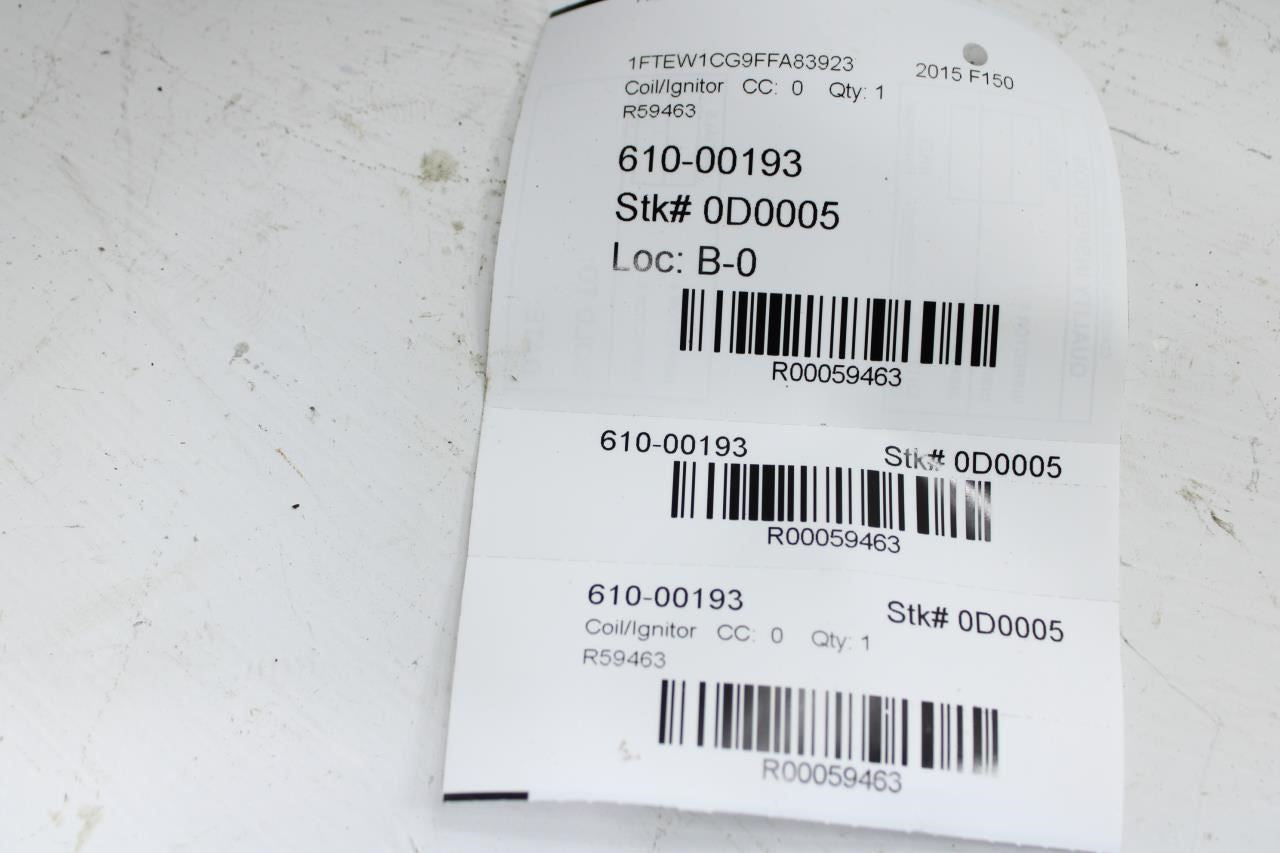 1FTEW1CG9FFA83923 2015 F150
Coil/Ignitor CC: 0 Qty: 1
R59463
610-00193
Stk# 0D0005
Loc: B-0
R00059463
610-00193 Stk# 0D0005
R00059463
610-00193 Stk# 0D0005
Coil/Ignitor CC: 0 Qty: 1
R59463
R00059463